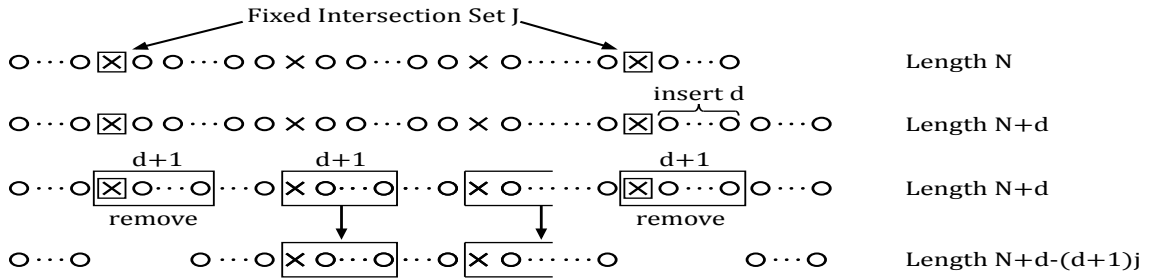 Fixed Intersection Set J
O···O X O O···O O X O O···O O X O······O X O···O Length N
insert d
O···O X O O···O O X O O···O O X O······O X O···O O···O Length N+d
d+1 d+1 d+1
O···O X O···O···O X O···O···O X O······O X O···O O···O Length N+d
remove remove
O···O O···O X O···O···O X O······O O···O Length N+d-(d+1)j